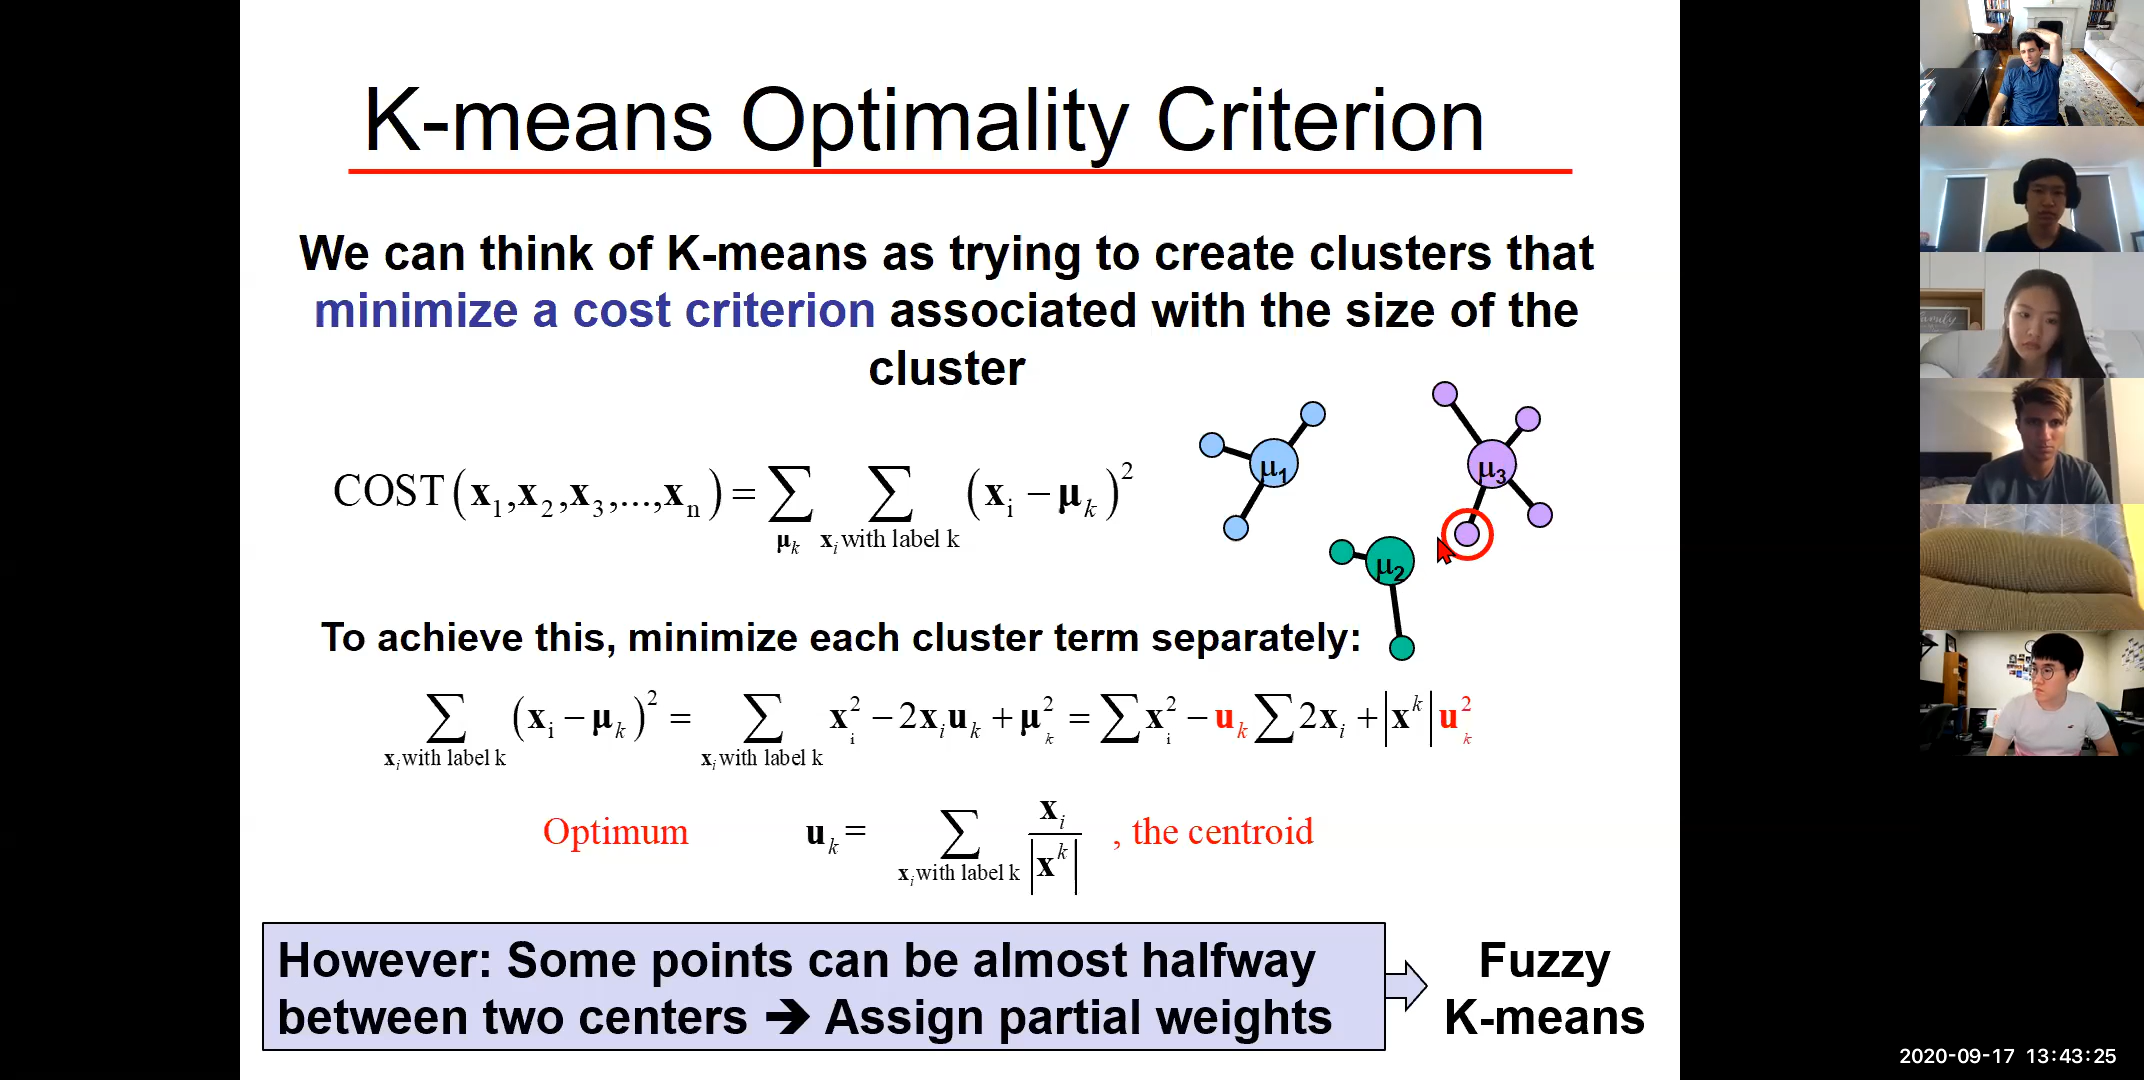 K-means Optimality Criterion
We can think of K-means as trying to create clusters that
minimize a cost criterion associated with the size of the
cluster
COST(x₁,x₂,x₃,...,xₙ) = ∑ ∑ (xᵢ − μₖ)²
μₖ xᵢ with label k
μ₁
μ₃
μ₂
To achieve this, minimize each cluster term separately:
∑ (xᵢ − μₖ)² = ∑ xᵢ² − 2xᵢuₖ + μₖ² = ∑xᵢ² − uₖ∑2xᵢ + |xᵏ|uₖ²
xᵢ with label k xᵢ with label k
Optimum uₖ = ∑ xᵢ / |xᵏ| , the centroid
xᵢ with label k
However: Some points can be almost halfway
between two centers ➔ Assign partial weights
Fuzzy
K-means
family
2020-09-17 13:43:25